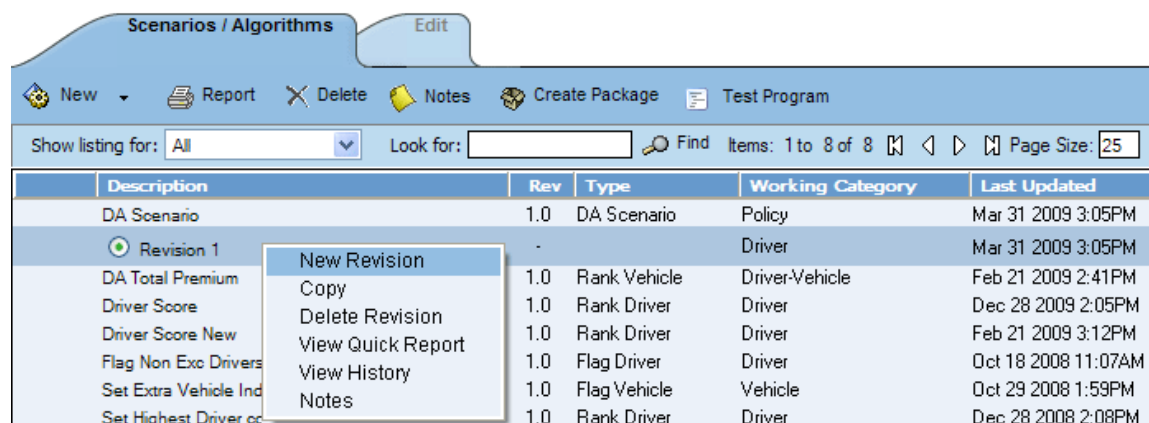 Scenarios / Algorithms Edit
New Report Delete Notes Create Package Test Program
Show listing for: All Look for: Find Items: 1 to 8 of 8 Page Size: 25
Description Rev Type Working Category Last Updated
DA Scenario 1.0 DA Scenario Policy Mar 31 2009 3:05PM
Revision 1 - Driver Mar 31 2009 3:05PM
New Revision
DA Total Premium 1.0 Rank Vehicle Driver-Vehicle Feb 21 2009 2:41PM
Copy
Driver Score 1.0 Rank Driver Driver Dec 28 2009 2:05PM
Delete Revision
Driver Score New 1.0 Rank Driver Driver Feb 21 2009 3:12PM
View Quick Report
Flag Non Exc Drivers 1.0 Flag Driver Driver Oct 18 2008 11:07AM
View History
Set Extra Vehicle Ind 1.0 Flag Vehicle Vehicle Oct 29 2008 1:59PM
Notes
Set Highest Driver 1.0 Rank Driver Driver Dec 28 2008 2:08PM